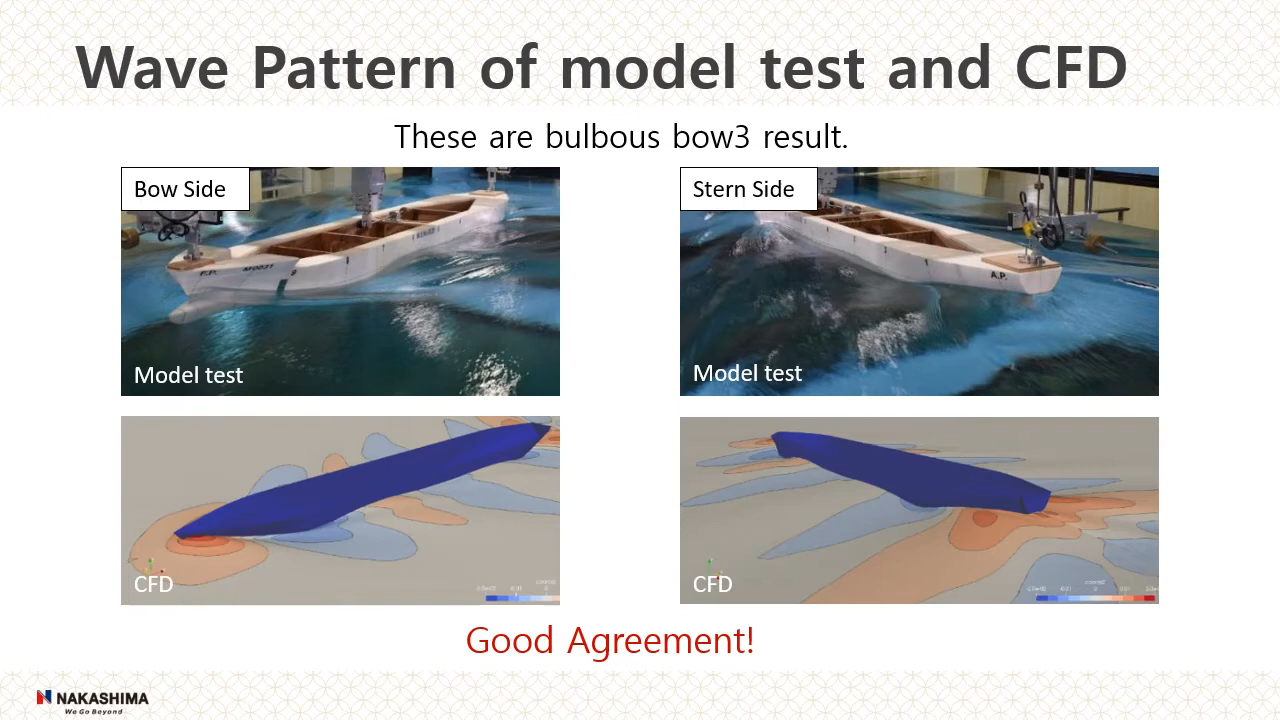 Wave Pattern of model test and CFD
These are bulbous bow3 result.
Bow Side
Stern Side
A.P.
Model test
Model test
CFD
CFD
Good Agreement!
NAKASHIMA
We Go Beyond